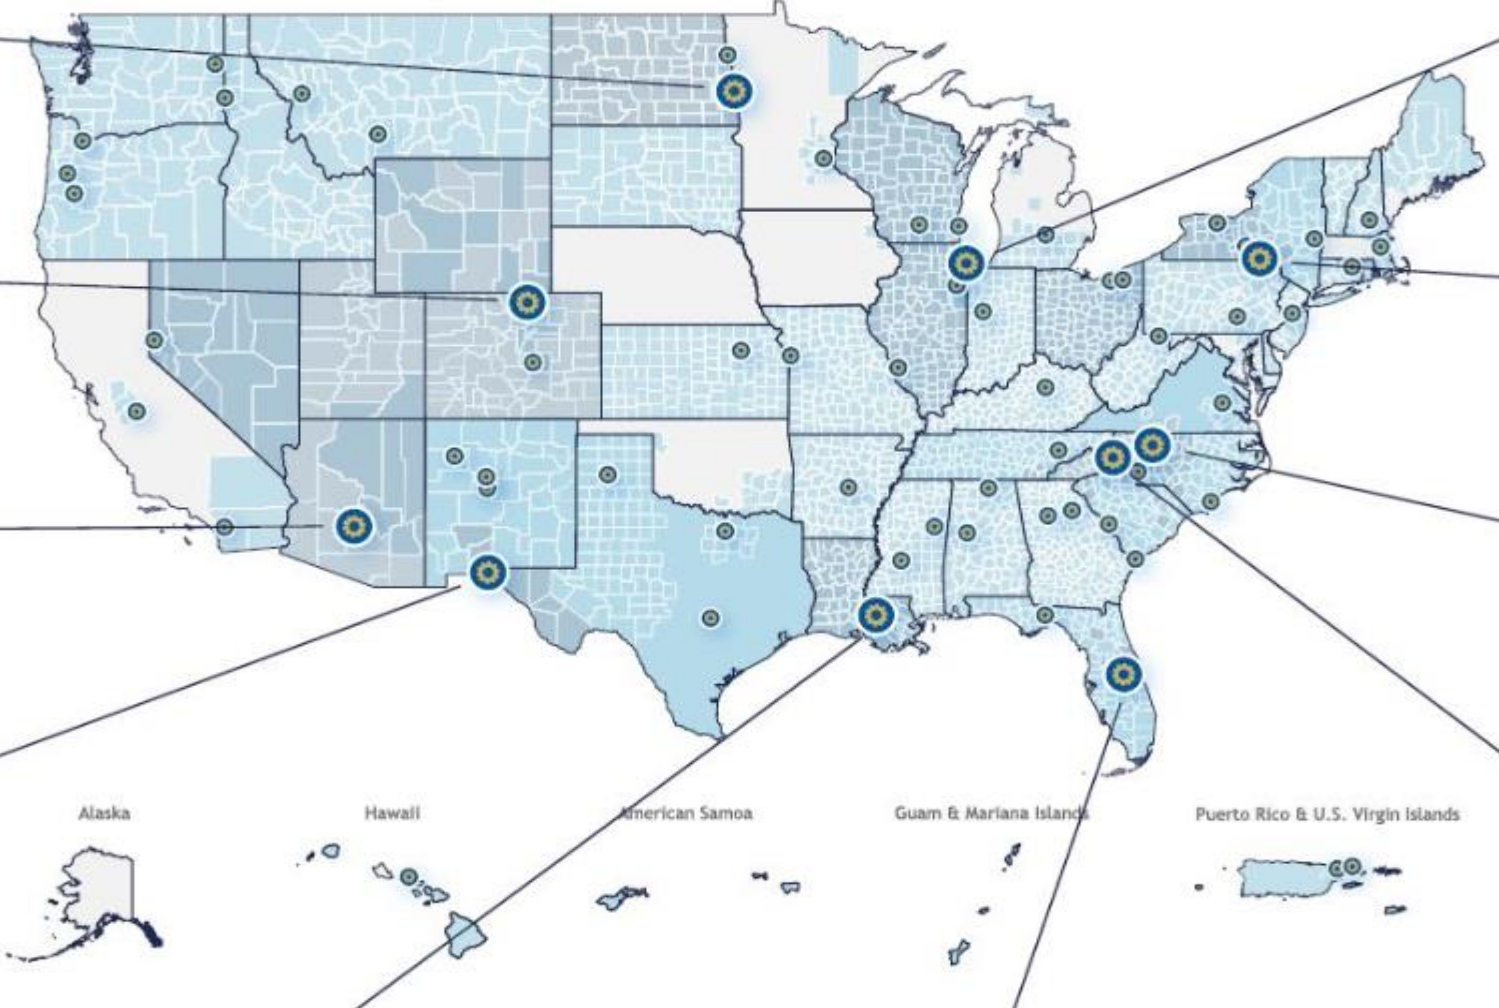 Alaska
Hawaii
American Samoa
Guam & Mariana Islands
Puerto Rico & U.S. Virgin Islands